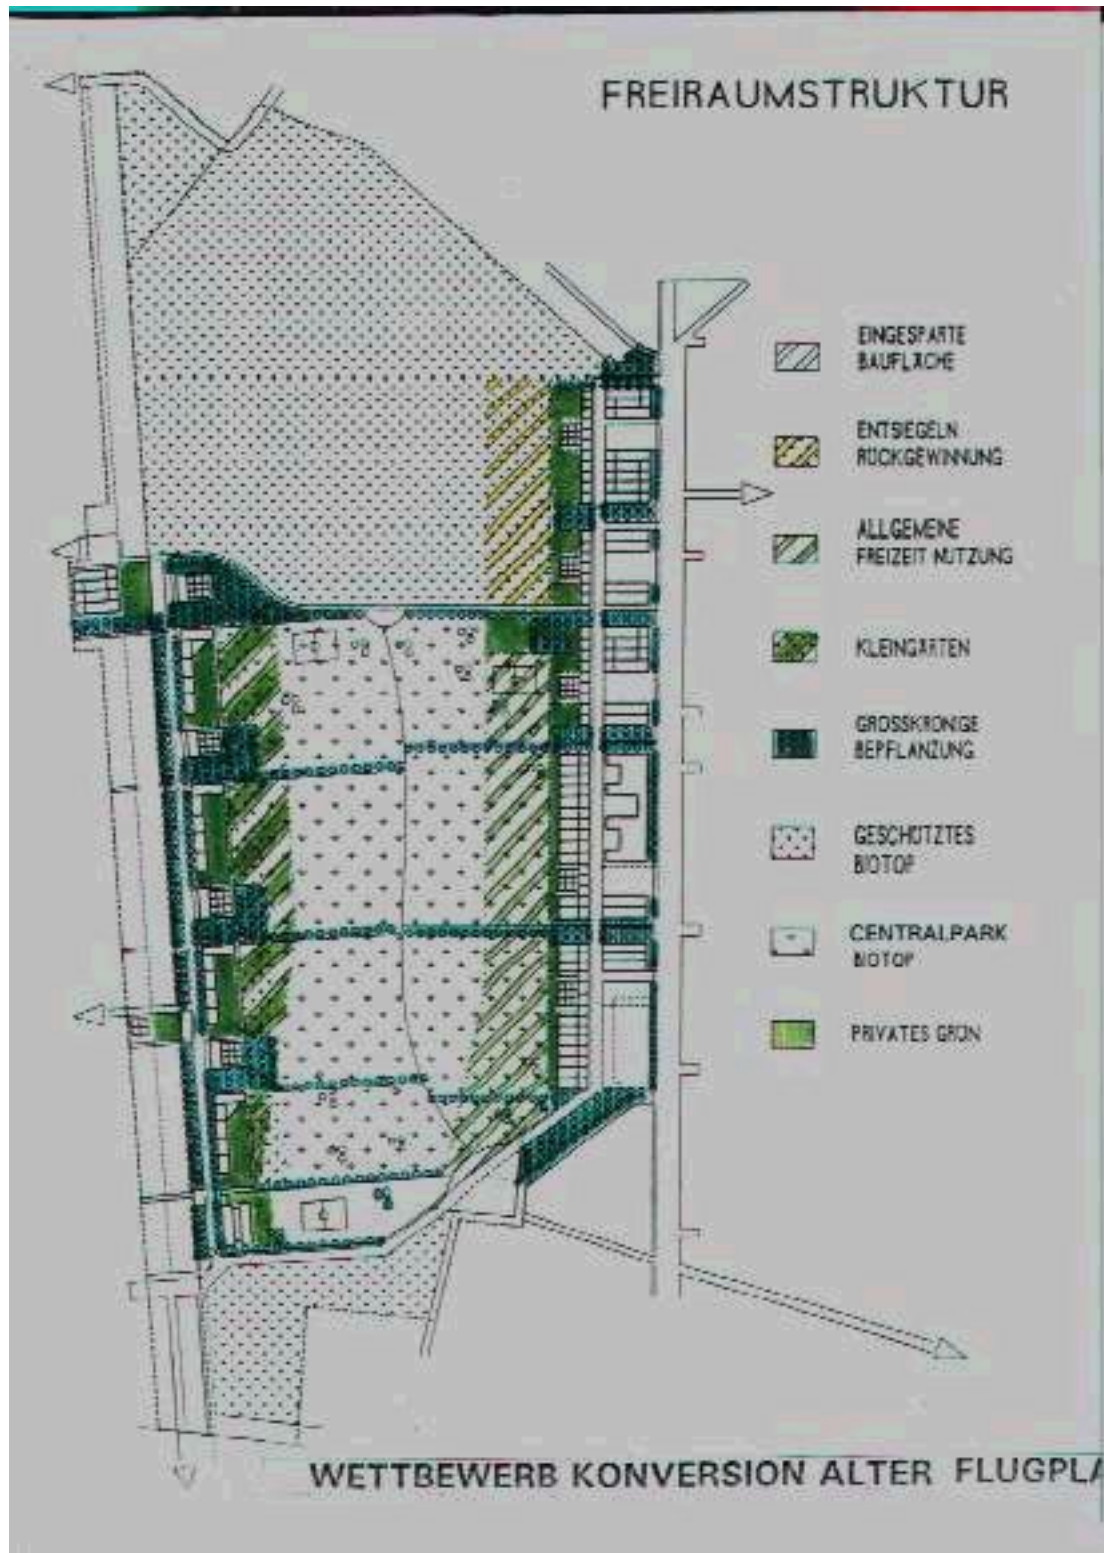 FREIRAUMSTRUKTUR
EINGESPARTE
BAUFLÄCHE
ENTSIEGELN
RÜCKGEWINNUNG
ALLGEMEINE
FREIZEIT NUTZUNG
KLEINGÄRTEN
GROSSKRONIGE
BEPFLANZUNG
GESCHÜTZTES
BIOTOP
CENTRALPARK
BIOTOP
PRIVATES GRÜN
WETTBEWERB KONVERSION ALTER FLUGPLA